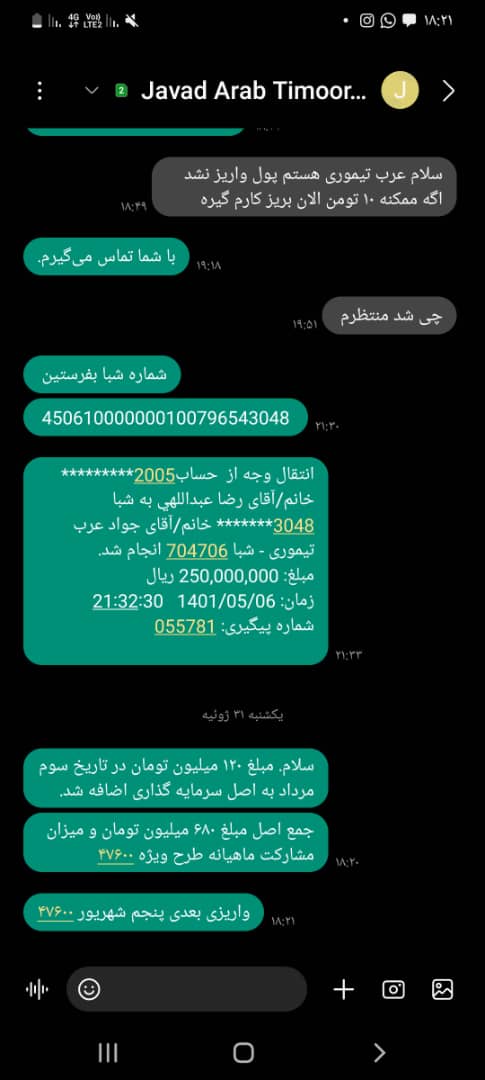 ۱۸:۲۱
4G
Vo))
LTE2
Javad Arab Timoor...
2
J
سلام عرب تیموری هستم پول واریز نشد
اگه ممکنه ۱۰ تومن الان بریز کارم گیره
۱۸:۴۹
با شما تماس می‌گیرم.
۱۹:۱۸
چی شد منتظرم
۱۹:۵۱
شماره شبا بفرستین
450610000000100796543048
۲۱:۳۰
انتقال وجه از حساب2005*********
خانم/آقای رضا عبداللهي به شبا
3048******* خانم/آقای جواد عرب
تیموری - شبا 704706 انجام شد.
مبلغ: 250,000,000 ریال
زمان: 1401/05/06 21:32:30
شماره پیگیری: 055781
۲۱:۳۳
یکشنبه ۳۱ ژوئیه
سلام. مبلغ ۱۲۰ میلیون تومان در تاریخ سوم
مرداد به اصل سرمایه گذاری اضافه شد.
جمع اصل مبلغ ۶۸۰ میلیون تومان و میزان
مشارکت ماهیانه طرح ویژه ۴۷۶۰۰
۱۸:۲۰
واریزی بعدی پنجم شهریور ۴۷۶۰۰
۱۸:۲۱